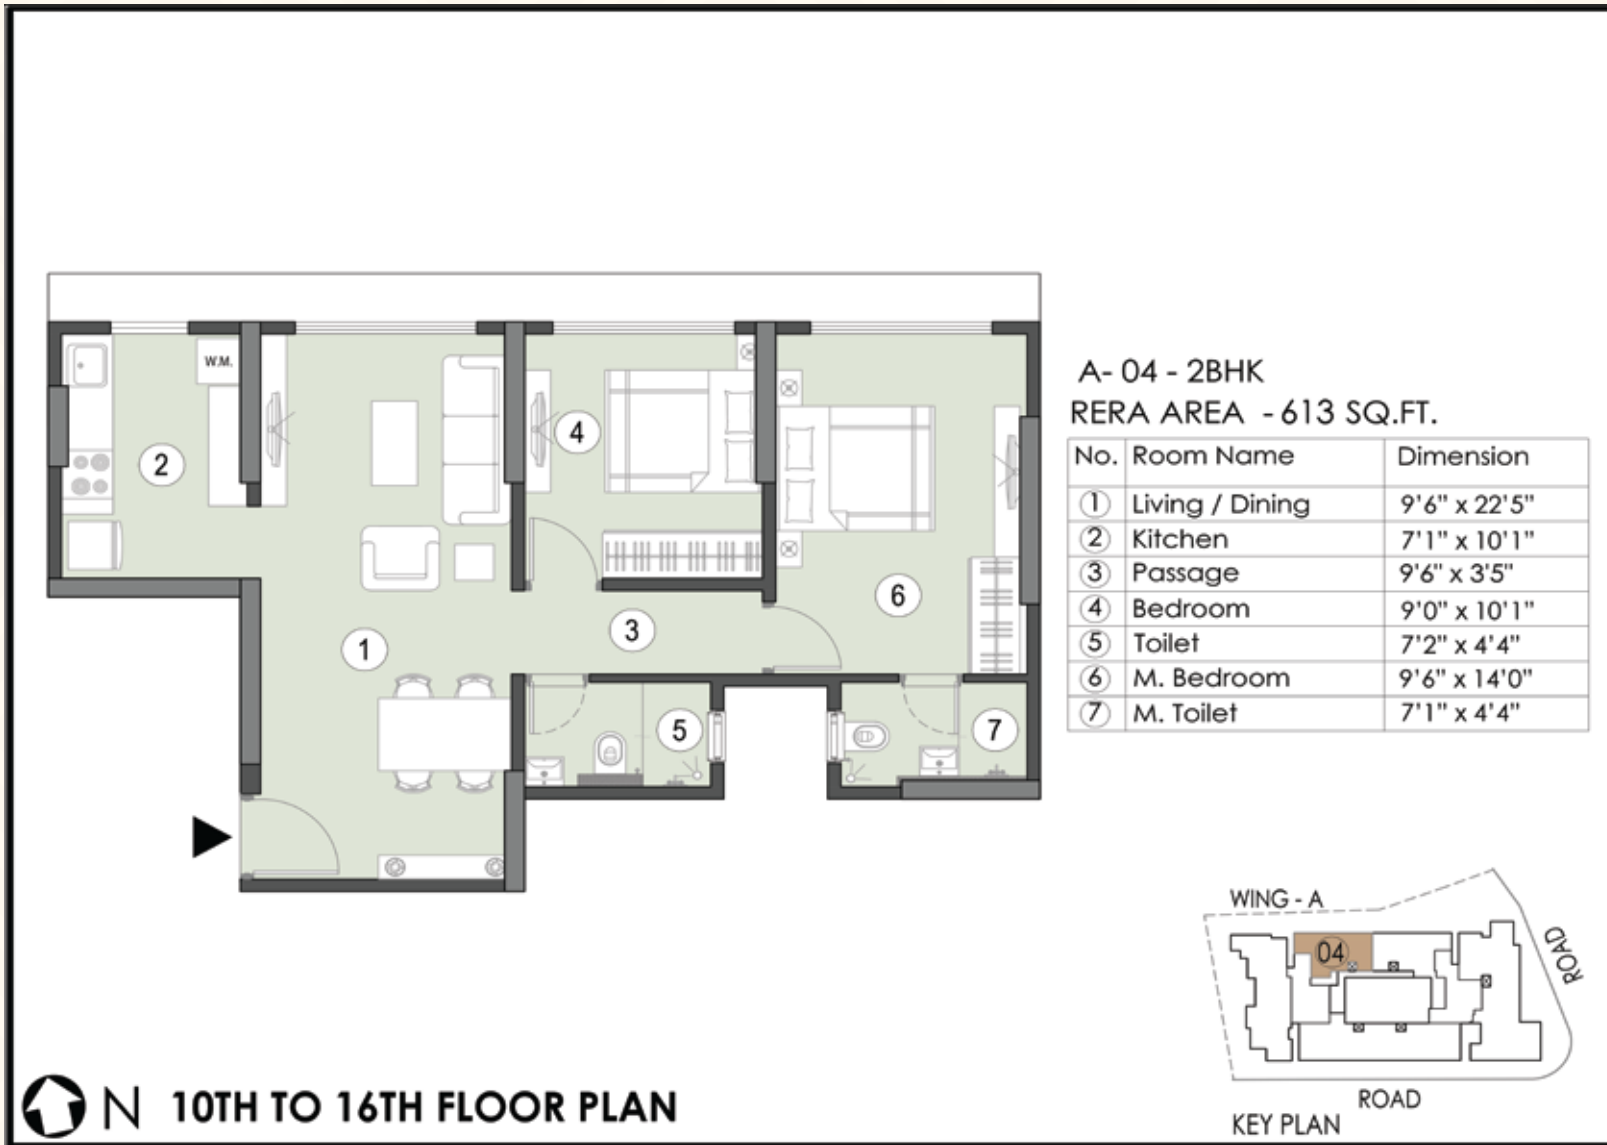 W.M.
2
4
6
3
1
5
7
A- 04 - 2BHK
RERA AREA - 613 SQ.FT.
No. Room Name Dimension
1 Living / Dining 9'6" x 22'5"
2 Kitchen 7'1" x 10'1"
3 Passage 9'6" x 3'5"
4 Bedroom 9'0" x 10'1"
5 Toilet 7'2" x 4'4"
6 M. Bedroom 9'6" x 14'0"
7 M. Toilet 7'1" x 4'4"
WING - A
04
ROAD
ROAD
KEY PLAN
N 10TH TO 16TH FLOOR PLAN